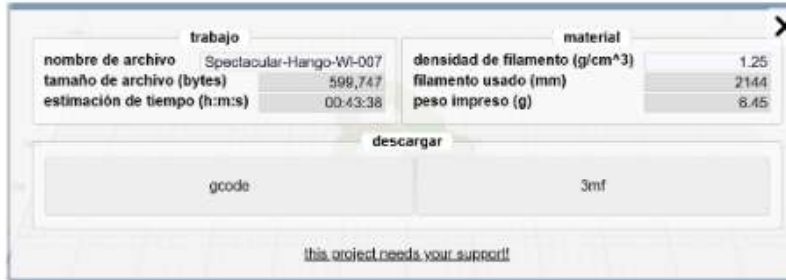 trabajo
nombre de archivo Spectacular-Hango-WI-007
tamaño de archivo (bytes) 599,747
estimación de tiempo (h:m:s) 00:43:38
material
densidad de filamento (g/cm^3) 1.25
filamento usado (mm) 2144
peso impreso (g) 6.45
descargar
gcode 3mf
this project needs your support!